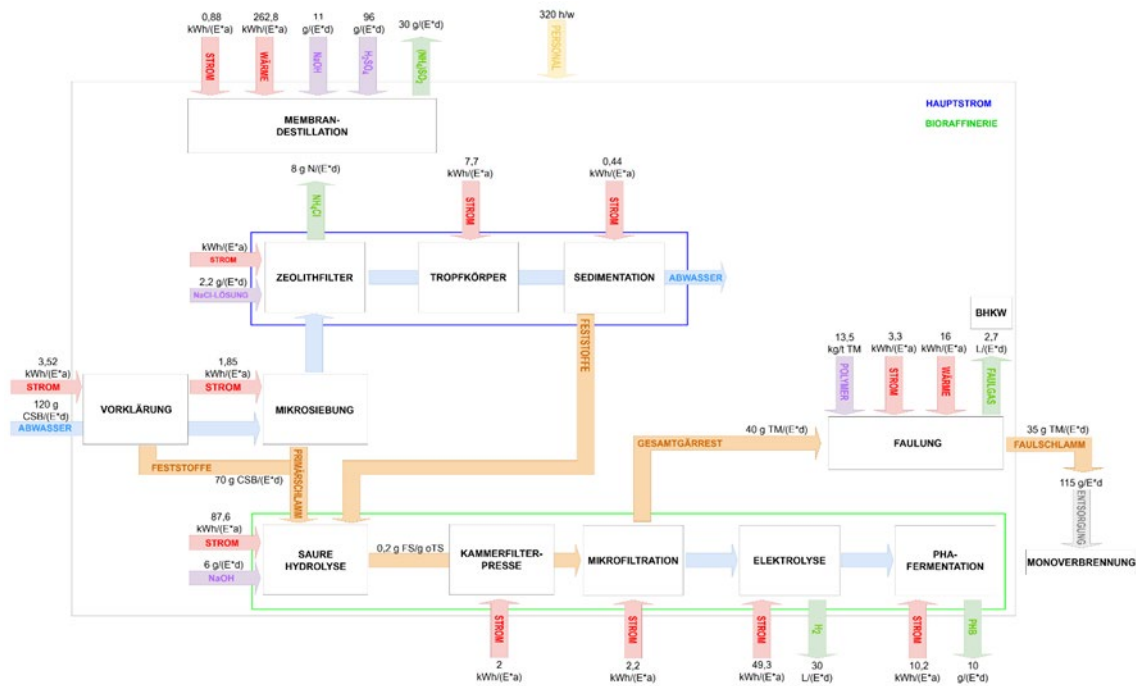 0,88 kWh/(E*a)
262,8 kWh/(E*a)
11 g/(E*d)
96 g/(E*d)
30 g/(E*d)
320 h/w
STROM
WÄRME
NaOH
H₂SO₄
(NH₄)SO₂
PERSONAL
HAUPTSTROM
BIORAFFINERIE
MEMBRAN-
DESTILLATION
8 g N/(E*d)
NH₄Cl
7,7
kWh/(E*a)
STROM
0,44
kWh/(E*a)
STROM
kWh/(E*a)
STROM
2,2 g/(E*d)
NaCl-LÖSUNG
ZEOLITHFILTER
TROPFKÖRPER
SEDIMENTATION
ABWASSER
FESTSTOFFE
BHKW
3,52
kWh/(E*a)
STROM
120 g
CSB/(E*d)
ABWASSER
VORKLÄRUNG
1,85
kWh/(E*a)
STROM
MIKROSIEBUNG
13,5
kg/t TM
POLYMER
3,3
kWh/(E*a)
STROM
16
kWh/(E*a)
WÄRME
2,7
L/(E*d)
FAULGAS
FAULUNG
FESTSTOFFE
PRIMÄRSCHLAMM
70 g CSB/(E*d)
GESAMTGÄRREST
40 g TM/(E*d)
35 g TM/(E*d)
FAULSCHLAMM
115 g/E*d)
ENTSORGUNG
MONOVERBRENNUNG
87,6
kWh/(E*a)
STROM
6 g/(E*d)
NaOH
SAURE
HYDROLYSE
0,2 g FS/g oTS
KAMMERFILTER-
PRESSE
MIKROFILTRATION
ELEKTROLYSE
PHA-
FERMENTATION
STROM
2
kWh/(E*a)
STROM
2,2
kWh/(E*a)
STROM
49,3
kWh/(E*a)
H₂
30
L/(E*d)
STROM
10,2
kWh/(E*a)
PHB
10
g/(E*d)